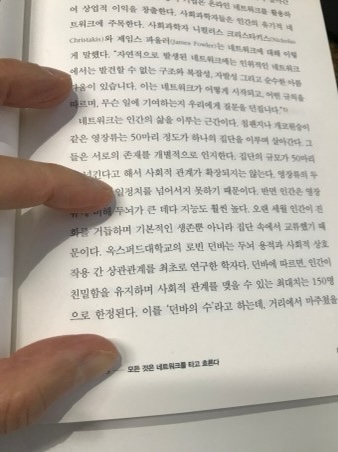 온라인 네트워크를 활용하
여 상업적 이익을 창출한다. 사회과학자들은 인간의 유기적 네
트워크에 주목한다. 사회과학자 니컬러스 크리스타키스(Nicholas
Christakis)와 제임스 파울러(James Fowler)는 네트워크에 대해 이렇
게 말했다. "자연적으로 발생된 네트워크에는 인위적인 네트워크
에서는 발견할 수 없는 구조와 복잡성, 자발성 그리고 순수한 아름
다움이 있습니다. 이는 네트워크가 어떻게 시작되고, 어떤 규칙을
따르며, 무슨 일에 기여하는지 우리에게 질문을 던집니다."
네트워크는 인간의 삶을 이루는 근간이다. 침팬지나 개코원숭이
같은 영장류는 50마리 정도가 하나의 집단을 이루며 살아간다. 그
들은 서로의 존재를 개별적으로 인지한다. 집단의 규모가 50마리
넘긴다고 해서 사회적 관계가 확장되지는 않는다. 영장류의 두
일정치를 넘어서지 못하기 때문이다. 반면 인간은 영장
비해 두뇌가 큰 데다 지능도 훨씬 높다. 오랜 세월 인간이 진
화를 거듭하며 기본적인 생존뿐 아니라 집단 속에서 교류했기 때
문이다. 옥스퍼드대학교의 로빈 던바는 두뇌 용적과 사회적 상호
작용 간 상관관계를 최초로 연구한 학자다. 던바에 따르면, 인간이
친밀함을 유지하며 사회적 관계를 맺을 수 있는 최대치는 150명
으로 한정된다. 이를 '던바의 수'라고 하는데, 거리에서 마주쳤을
모든 것은 네트워크를 타고 흐른다